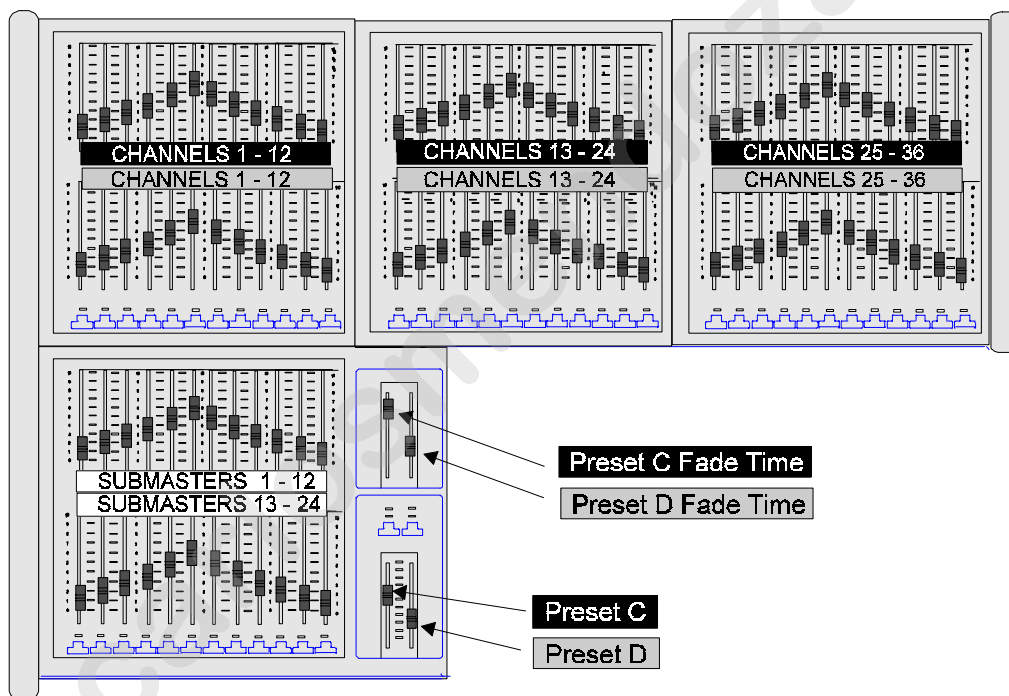 CHANNELS 1 - 12
CHANNELS 13 - 24
CHANNELS 25 - 36
CHANNELS 1 - 12
CHANNELS 13 - 24
CHANNELS 25 - 36
SUBMASTERS 1 - 12
SUBMASTERS 13 - 24
Preset C Fade Time
Preset D Fade Time
Preset C
Preset D